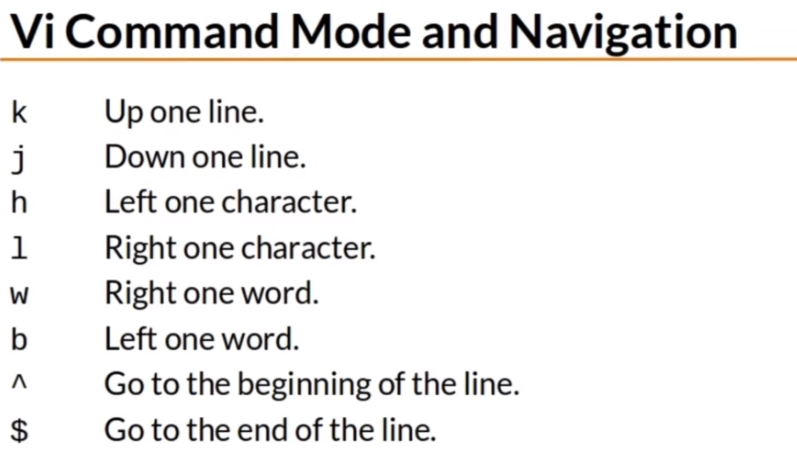 Vi Command Mode and Navigation
k Up one line.
j Down one line.
h Left one character.
l Right one character.
w Right one word.
b Left one word.
^ Go to the beginning of the line.
$ Go to the end of the line.